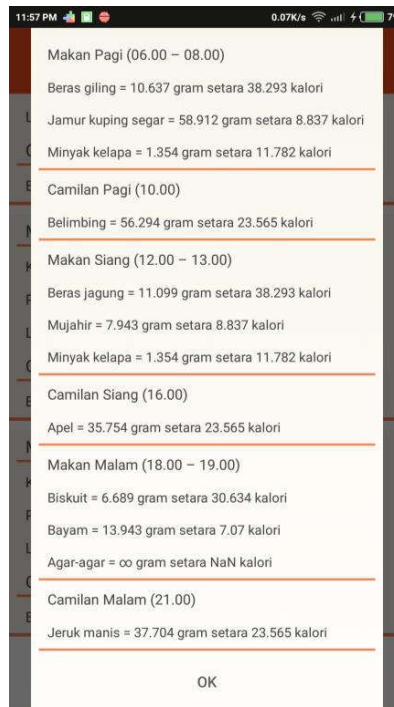 11:57 PM 0.07K/s 79
Makan Pagi (06.00 – 08.00)
Beras giling = 10.637 gram setara 38.293 kalori
Jamur kuping segar = 58.912 gram setara 8.837 kalori
Minyak kelapa = 1.354 gram setara 11.782 kalori
Camilan Pagi (10.00)
Belimbing = 56.294 gram setara 23.565 kalori
Makan Siang (12.00 – 13.00)
Beras jagung = 11.099 gram setara 38.293 kalori
Mujahir = 7.943 gram setara 8.837 kalori
Minyak kelapa = 1.354 gram setara 11.782 kalori
Camilan Siang (16.00)
Apel = 35.754 gram setara 23.565 kalori
Makan Malam (18.00 – 19.00)
Biskuit = 6.689 gram setara 30.634 kalori
Bayam = 13.943 gram setara 7.07 kalori
Agar-agar = ∞ gram setara NaN kalori
Camilan Malam (21.00)
Jeruk manis = 37.704 gram setara 23.565 kalori
OK